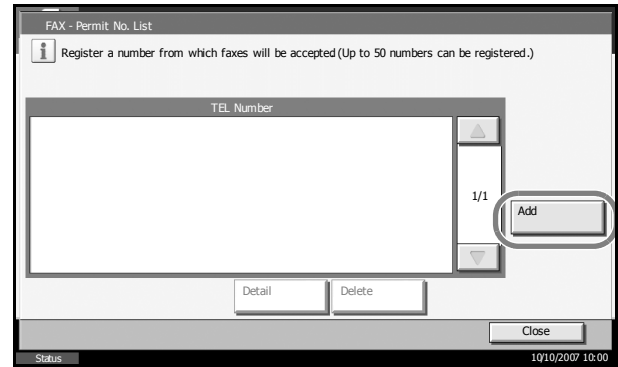 FAX - Permit No. List
Register a number from which faxes will be accepted (Up to 50 numbers can be registered.)
TEL Number
1/1
Add
Detail Delete
Close
Status 10/10/2007 10:00